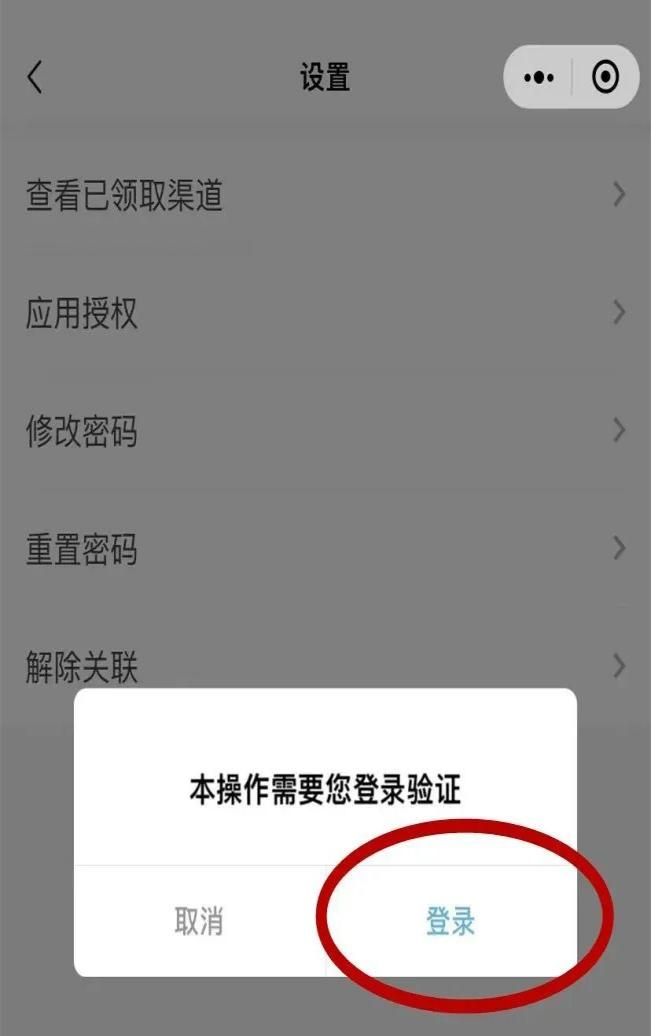 设置
查看已领取渠道
应用授权
修改密码
重置密码
解除关联
本操作需要您登录验证
取消
登录